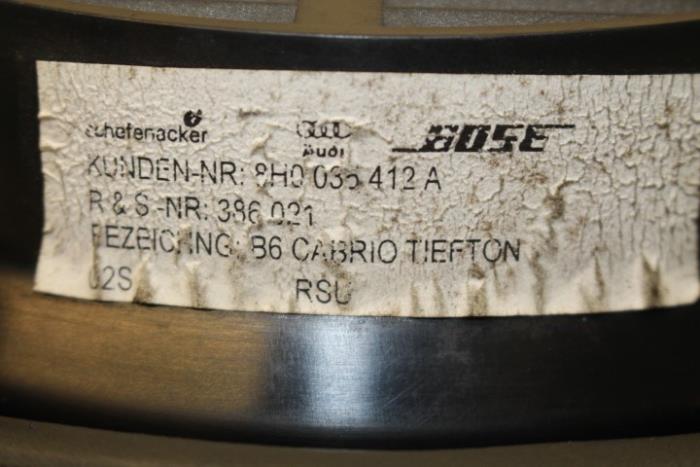 schefenacker Audi BOSE
KUNDEN-NR: 8H0 035 412 A
R & S-NR: 386 021
BEZEICHNG: B6 CABRIO TIEFTON
02S RSU